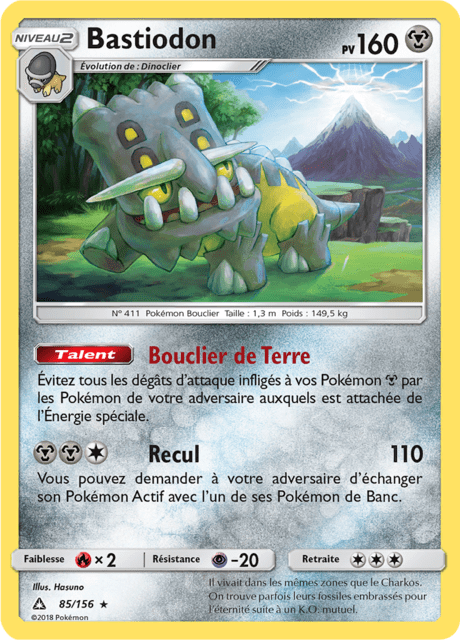 NIVEAU 2
Bastiodon
PV 160
Évolution de : Dinoclier
N° 411 Pokémon Bouclier Taille : 1,3 m Poids : 149,5 kg
Talent Bouclier de Terre
Évitez tous les dégâts d'attaque infligés à vos Pokémon par
les Pokémon de votre adversaire auxquels est attachée de
l'Énergie spéciale.
Recul 110
Vous pouvez demander à votre adversaire d'échanger
son Pokémon Actif avec l'un de ses Pokémon de Banc.
Faiblesse × 2 Résistance -20 Retraite
Illus. Hasuno
85/156 ★
©2018 Pokémon
Il vivait dans les mêmes zones que le Charkos.
On trouve parfois leurs fossiles embrassés pour
l'éternité suite à un K.O. mutuel.